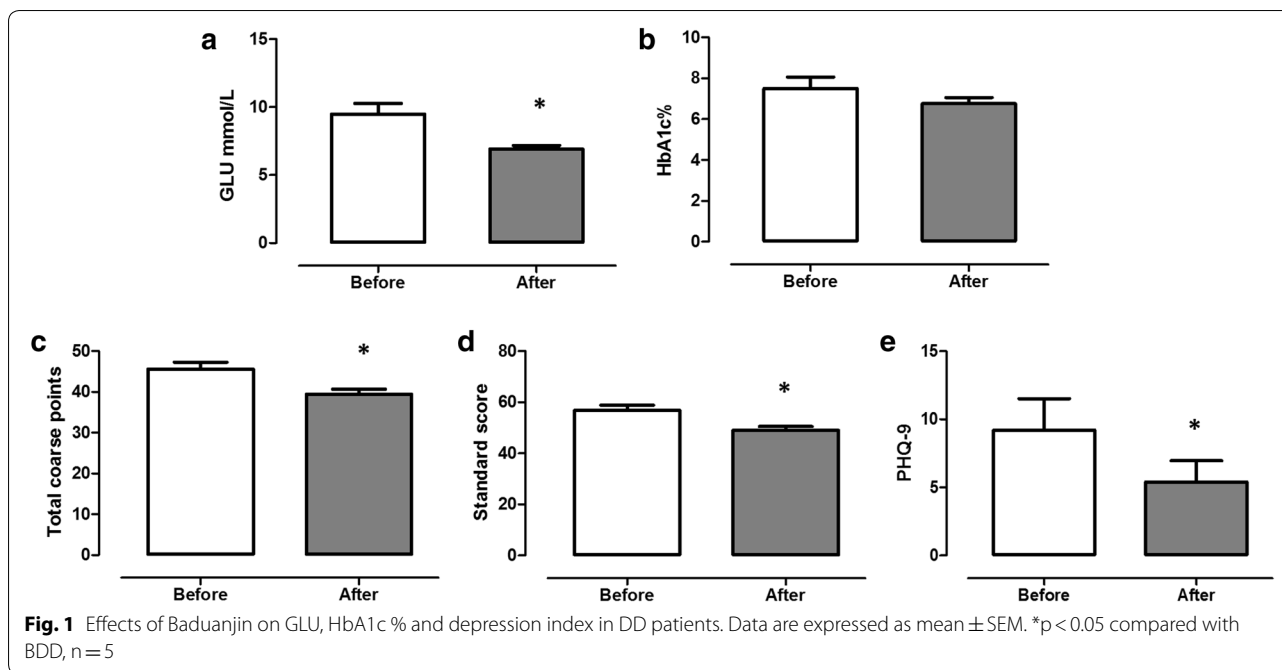 a
15
10
5
0
GLU mmol/L
*
Before After
b
10
8
6
4
2
0
HbA1c%
Before After
c
50
40
30
20
10
0
Total coarse points
*
Before After
d
80
60
40
20
0
Standard score
*
Before After
e
15
10
5
0
PHQ-9
*
Before After
Fig. 1 Effects of Baduanjin on GLU, HbA1c % and depression index in DD patients. Data are expressed as mean ± SEM. *p < 0.05 compared with
BDD, n = 5